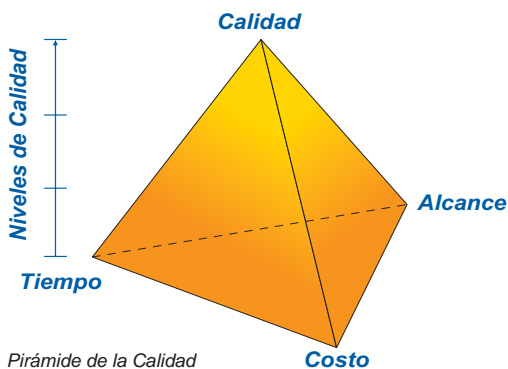 Calidad
Niveles de Calidad
Alcance
Tiempo
Costo
Pirámide de la Calidad